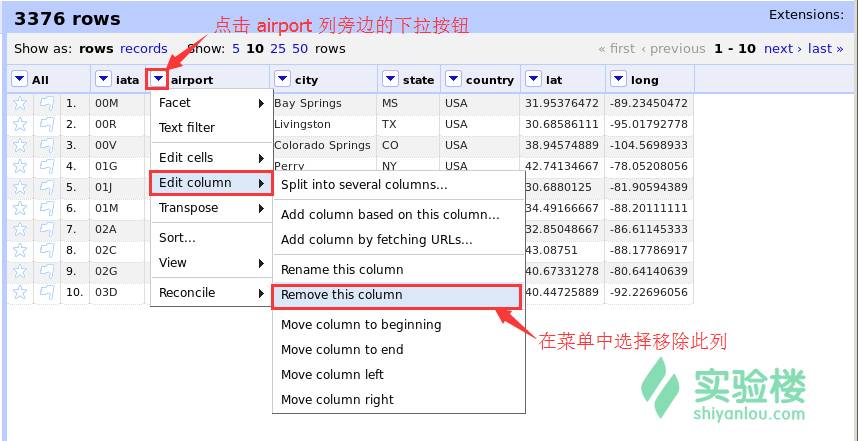 3376 rows
Extensions:
点击 airport 列旁边的下拉按钮
Show as: rows records Show: 5 10 25 50 rows
« first ‹ previous 1 - 10 next › last »
All iata airport city state country lat long
1. 00M Bay Springs MS USA 31.95376472 -89.23450472
2. 00R Livingston TX USA 30.68586111 -95.01792778
3. 00V Colorado Springs CO USA 38.94574889 -104.5698933
4. 01G Perry NY USA 42.74134667 -78.05208056
5. 01J 30.6880125 -81.90594389
6. 01M 34.49166667 -88.20111111
7. 02A 32.85048667 -86.61145333
8. 02C 43.08751 -88.17786917
9. 02G 40.67331278 -80.64140639
10. 03D 40.44725889 -92.22696056
Facet
Text filter
Edit cells
Edit column
Transpose
Sort...
View
Reconcile
Split into several columns...
Add column based on this column...
Add column by fetching URLs...
Rename this column
Remove this column
Move column to beginning
Move column to end
Move column left
Move column right
在菜单中选择移除此列
实验楼
shiyanlou.com